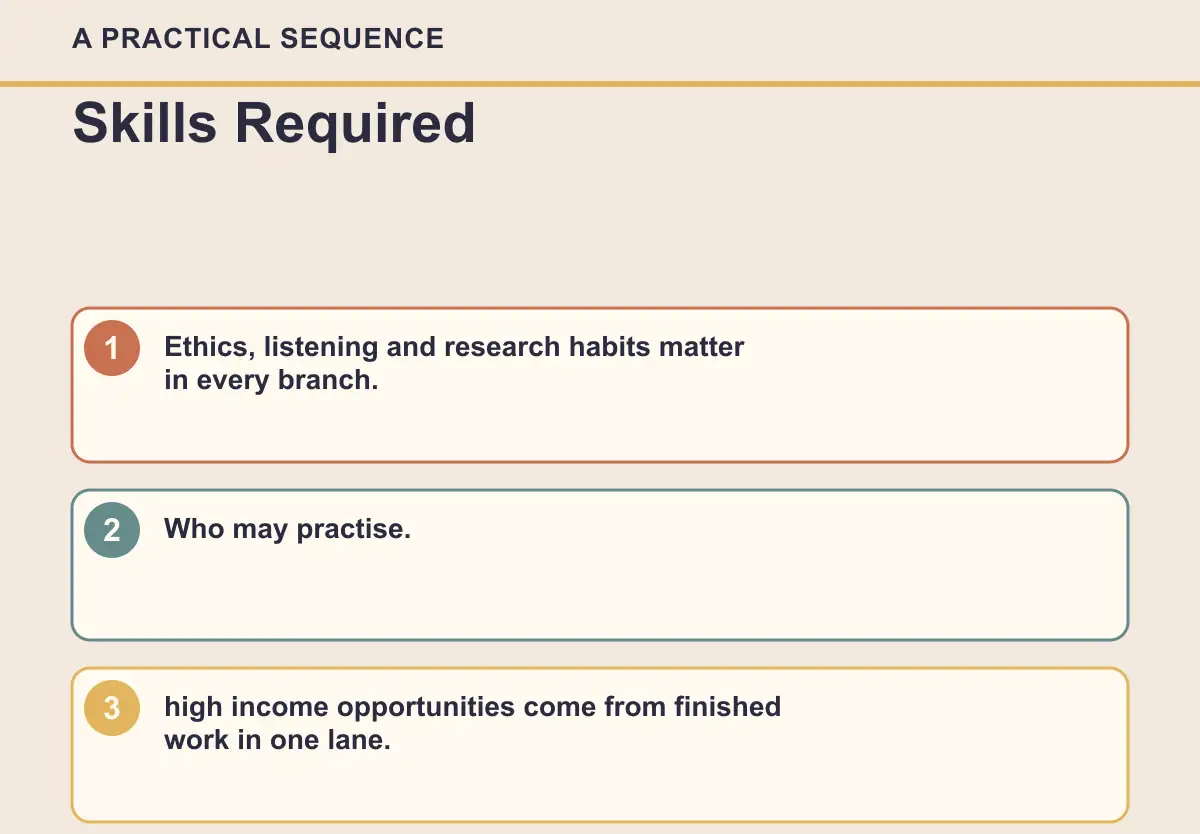 A PRACTICAL SEQUENCE
Skills Required
1
Ethics, listening and research habits matter
in every branch.
2
Who may practise.
3
high income opportunities come from finished
work in one lane.